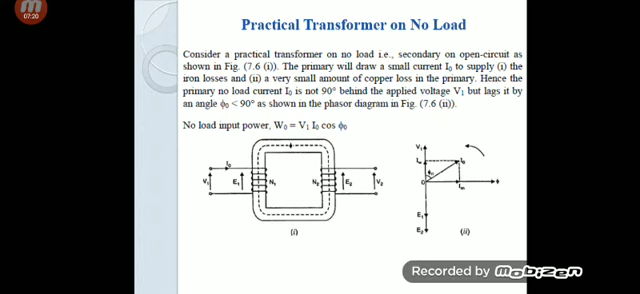 07:20
Practical Transformer on No Load
Consider a practical transformer on no load i.e., secondary on open-circuit as
shown in Fig. (7.6 (i)). The primary will draw a small current I₀ to supply (i) the
iron losses and (ii) a very small amount of copper loss in the primary. Hence the
primary no load current I₀ is not 90° behind the applied voltage V₁ but lags it by
an angle ϕ₀ < 90° as shown in the phasor diagram in Fig. (7.6 (ii)).
No load input power, W₀ = V₁ I₀ cos ϕ₀
I₀
ϕ
V₁ E₁ N₁ N₂ E₂ V₂
(i)
V₁
I_w I₀
ϕ₀
O I_m ϕ
E₁
E₂
(ii)
Recorded by mobizen